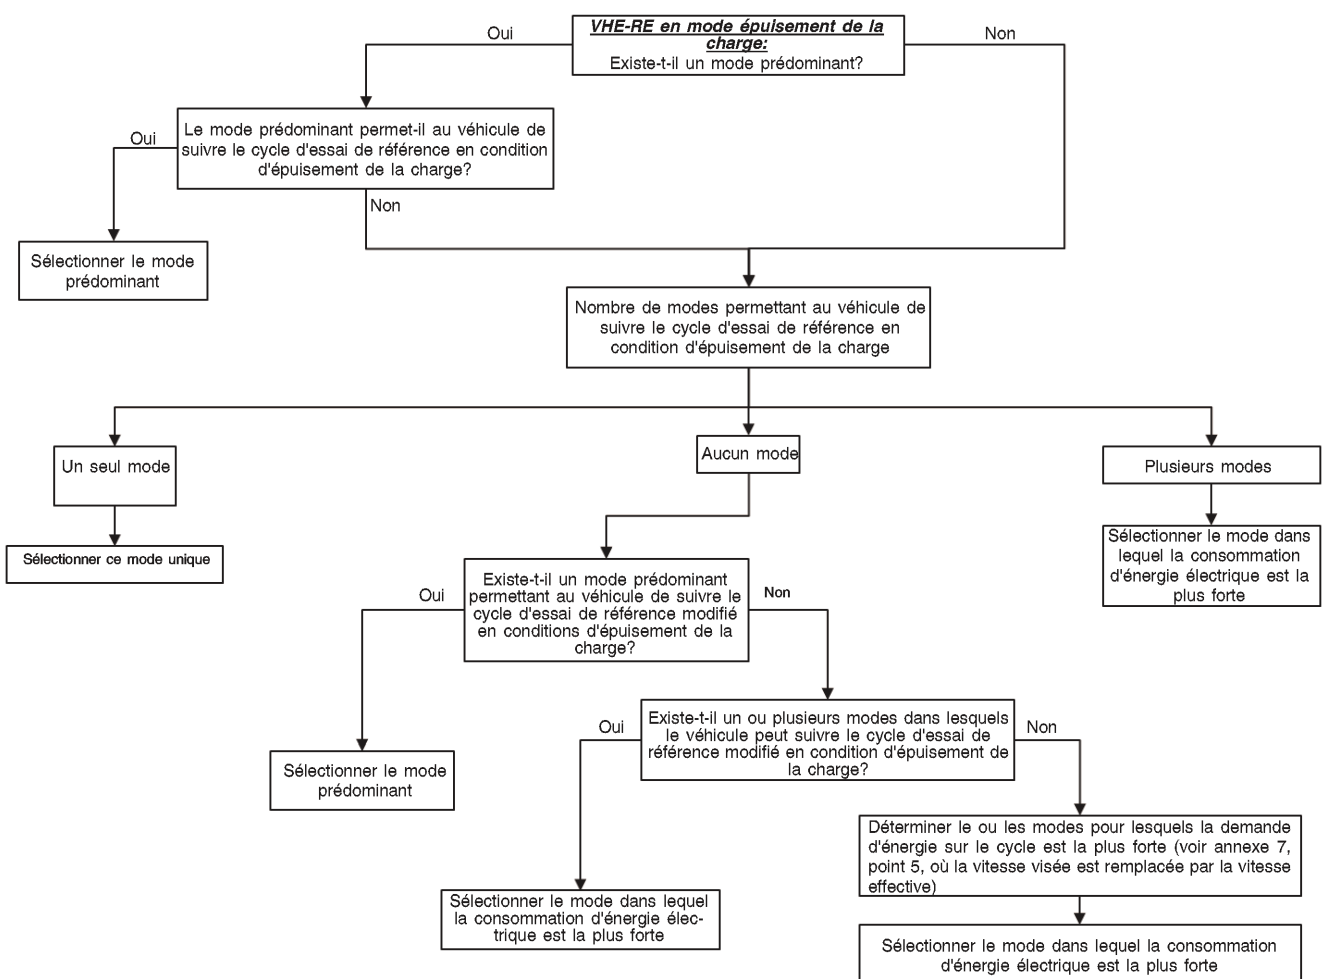 VHE-RE en mode épuisement de la
charge:
Existe-t-il un mode prédominant?
Oui
Non
Le mode prédominant permet-il au véhicule de
suivre le cycle d'essai de référence en condition
d'épuisement de la charge?
Oui
Non
Sélectionner le mode
prédominant
Nombre de modes permettant au véhicule de
suivre le cycle d'essai de référence en
condition d'épuisement de la charge
Un seul mode
Aucun mode
Plusieurs modes
Sélectionner ce mode unique
Sélectionner le mode dans
lequel la consommation
d'énergie électrique est la
plus forte
Existe-t-il un mode prédominant
permettant au véhicule de suivre le
cycle d'essai de référence modifié
en conditions d'épuisement de la
charge?
Oui
Non
Sélectionner le mode
prédominant
Existe-t-il un ou plusieurs modes dans lesquels
le véhicule peut suivre le cycle d'essai de
référence modifié en condition d'épuisement de
la charge?
Oui
Non
Sélectionner le mode dans lequel
la consommation d'énergie élec-
trique est la plus forte
Déterminer le ou les modes pour lesquels la demande
d'énergie sur le cycle est la plus forte (voir annexe 7,
point 5, où la vitesse visée est remplacée par la vitesse
effective)
Sélectionner le mode dans lequel la consommation
d'énergie électrique est la plus forte